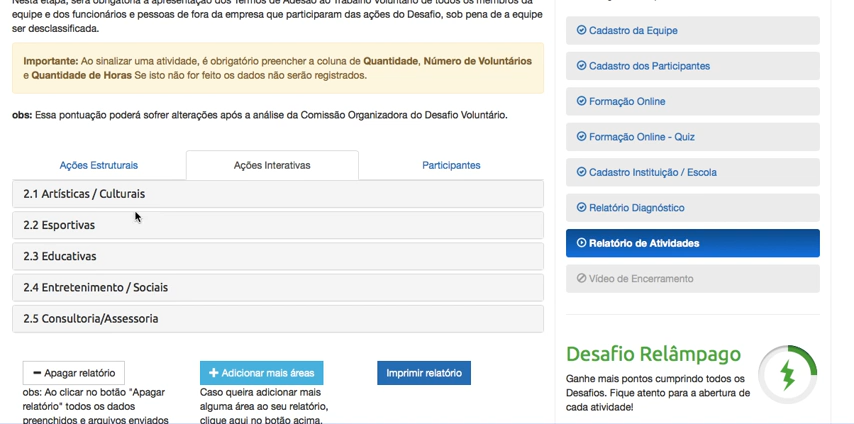 Nesta etapa, será obrigatória a apresentação dos Termos de Adesão ao Trabalho Voluntário de todos os membros da
equipe e dos funcionários e pessoas de fora da empresa que participaram das ações do Desafio, sob pena de a equipe
ser desclassificada.
Importante: Ao sinalizar uma atividade, é obrigatório preencher a coluna de Quantidade, Número de Voluntários
e Quantidade de Horas Se isto não for feito os dados não serão registrados.
obs: Essa pontuação poderá sofrer alterações após a análise da Comissão Organizadora do Desafio Voluntário.
Ações Estruturais
Ações Interativas
Participantes
2.1 Artísticas / Culturais
2.2 Esportivas
2.3 Educativas
2.4 Entretenimento / Sociais
2.5 Consultoria/Assessoria
Apagar relatório
obs: Ao clicar no botão "Apagar
relatório" todos os dados
preenchidos e arquivos enviados
Adicionar mais áreas
Caso queira adicionar mais
alguma área ao seu relatório,
clique aqui no botão acima.
Imprimir relatório
Cadastro da Equipe
Cadastro dos Participantes
Formação Online
Formação Online - Quiz
Cadastro Instituição / Escola
Relatório Diagnóstico
Relatório de Atividades
Vídeo de Encerramento
Desafio Relâmpago
Ganhe mais pontos cumprindo todos os
Desafios. Fique atento para a abertura de
cada atividade!